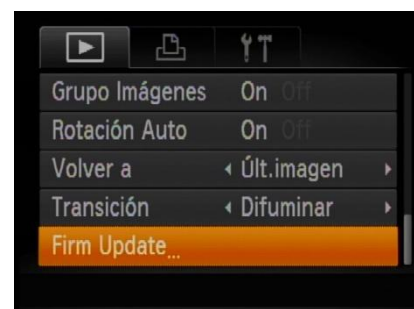 Grupo Imágenes On Off
Rotación Auto On Off
Volver a Últ.imagen
Transición Difuminar
Firm Update...